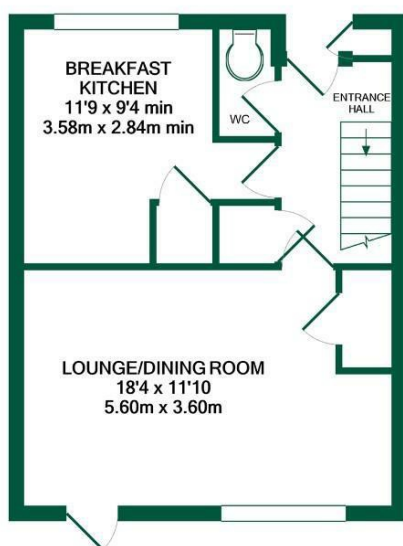 BREAKFAST
KITCHEN
11'9 x 9'4 min
3.58m x 2.84m min
WC
ENTRANCE
HALL
LOUNGE/DINING ROOM
18'4 x 11'10
5.60m x 3.60m